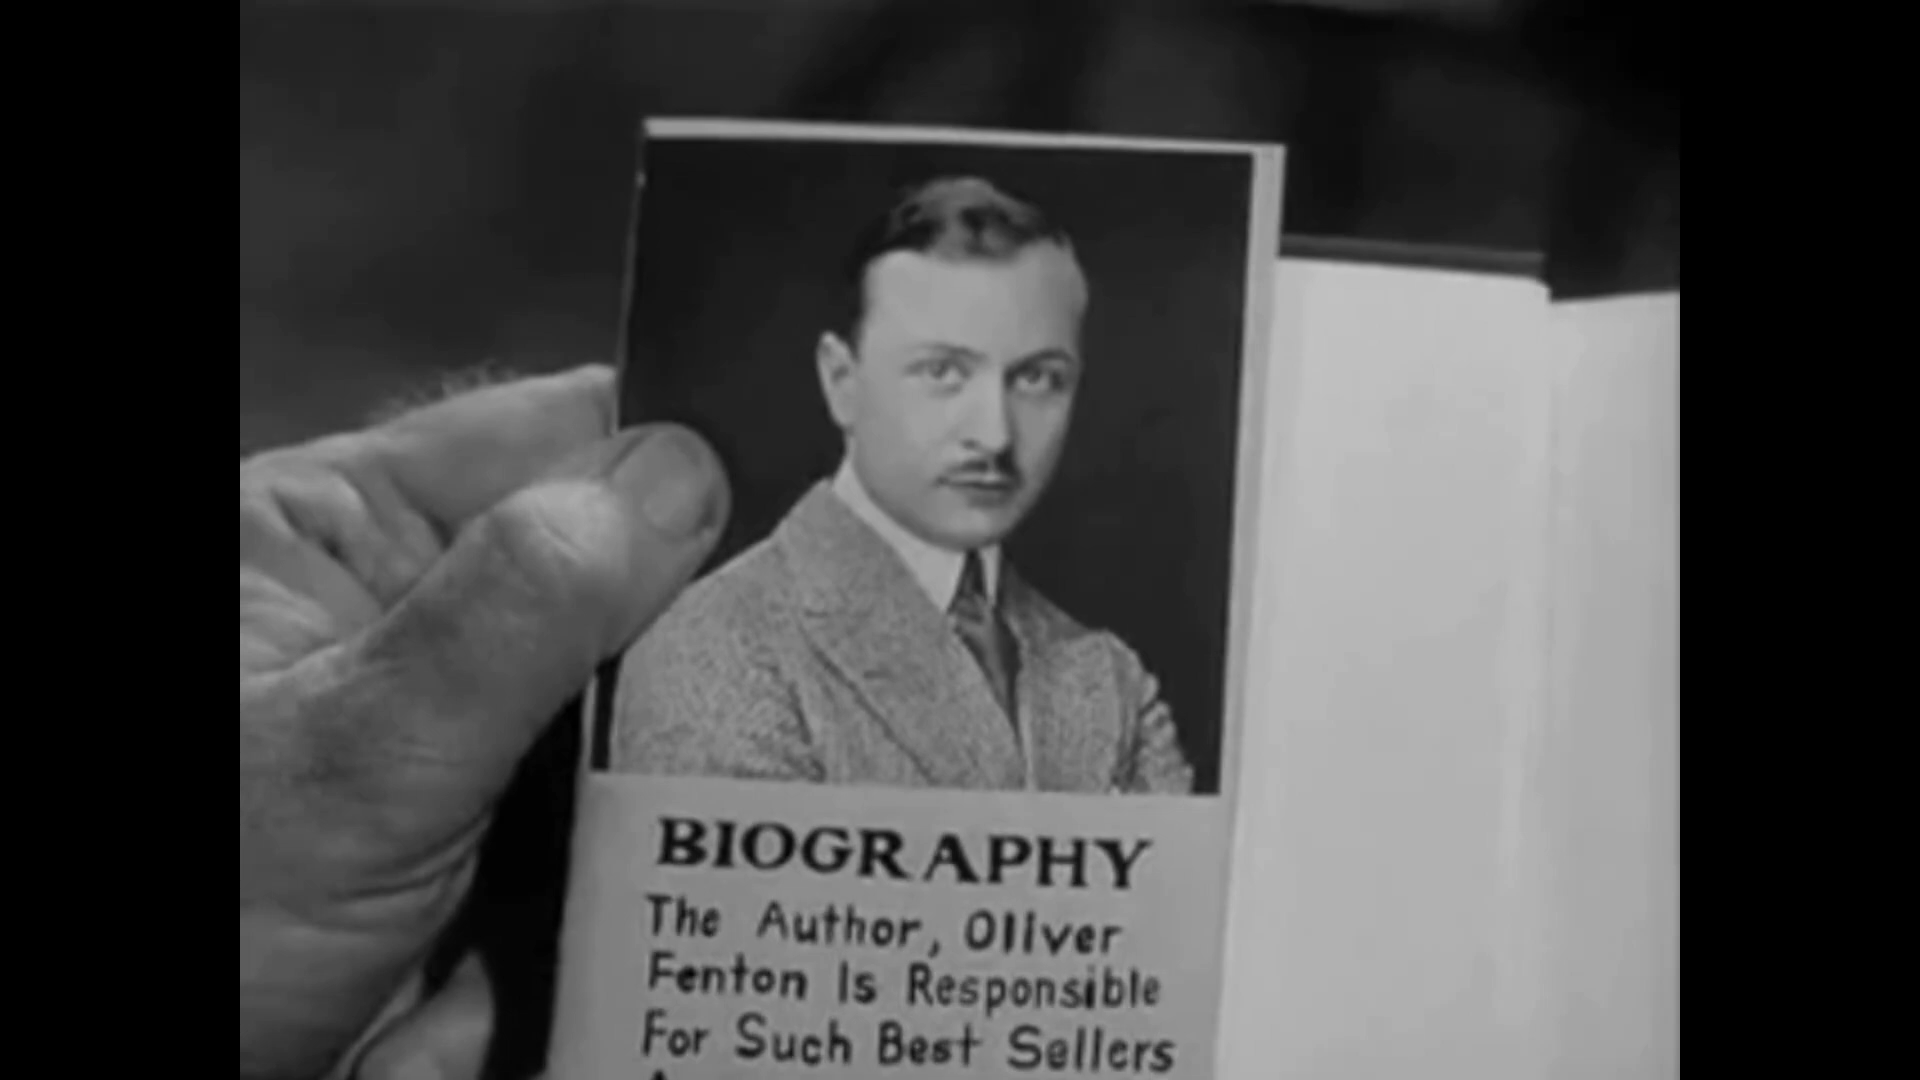 BIOGRAPHY
The Author, Oliver
Fenton Is Responsible
For Such Best Sellers